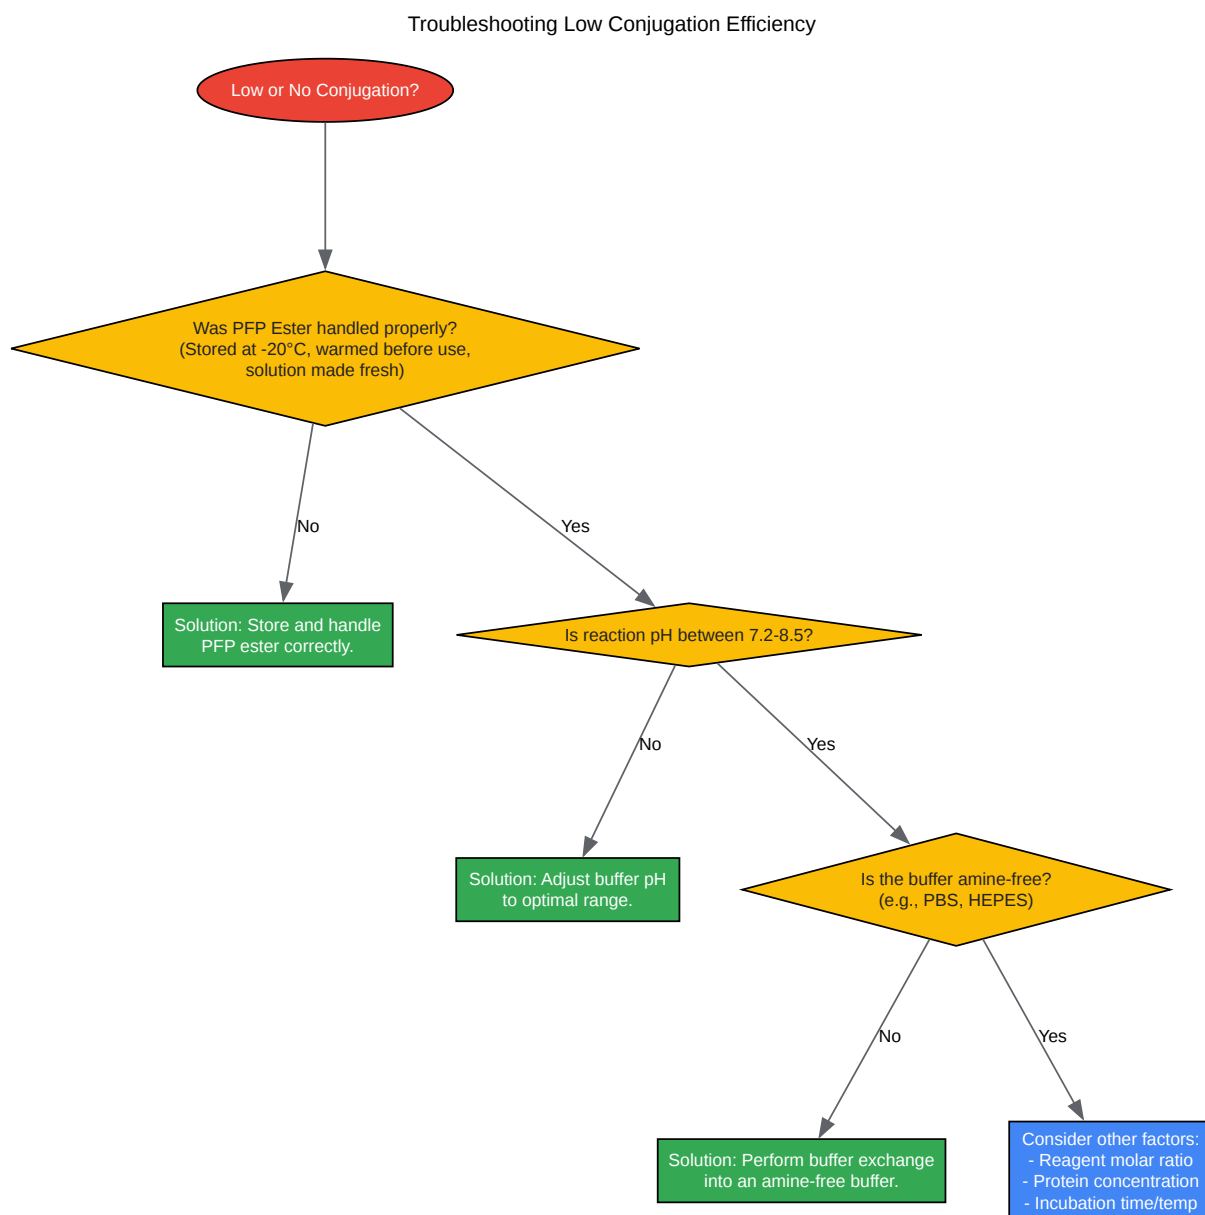 Troubleshooting Low Conjugation Efficiency
Low or No Conjugation?
Was PFP Ester handled properly?
(Stored at -20°C, warmed before use,
solution made fresh)
No
Yes
Solution: Store and handle
PFP ester correctly.
Is reaction pH between 7.2-8.5?
No
Yes
Solution: Adjust buffer pH
to optimal range.
Is the buffer amine-free?
(e.g., PBS, HEPES)
No
Yes
Solution: Perform buffer exchange
into an amine-free buffer.
Consider other factors:
- Reagent molar ratio
- Protein concentration
- Incubation time/temp